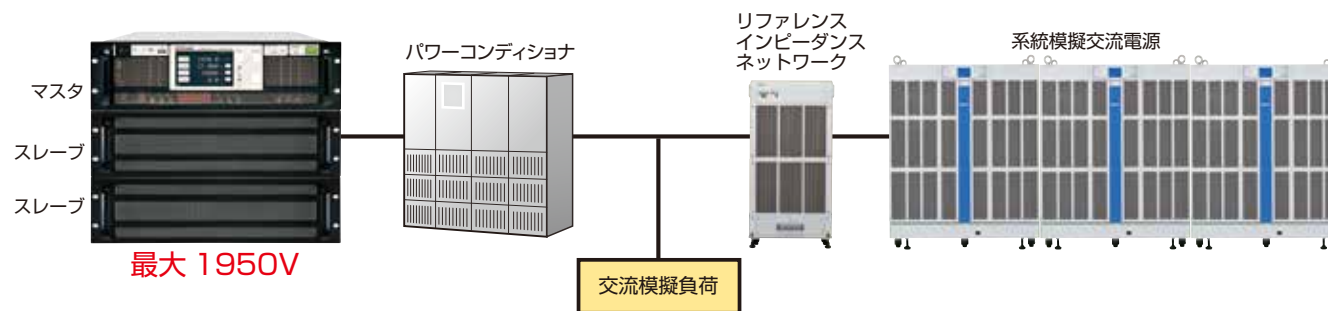 マスタ
スレーブ
スレーブ
最大 1950V
パワーコンディショナ
リファレンス
インピーダンス
ネットワーク
系統模擬交流電源
交流模擬負荷